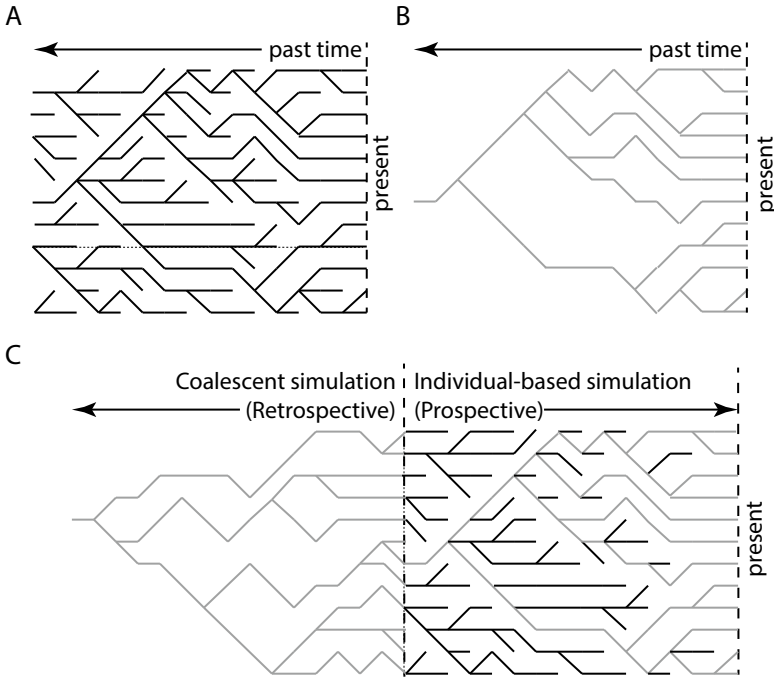 A
past time
present
B
past time
present
C
Coalescent simulation
(Retrospective)
Individual-based simulation
(Prospective)
present